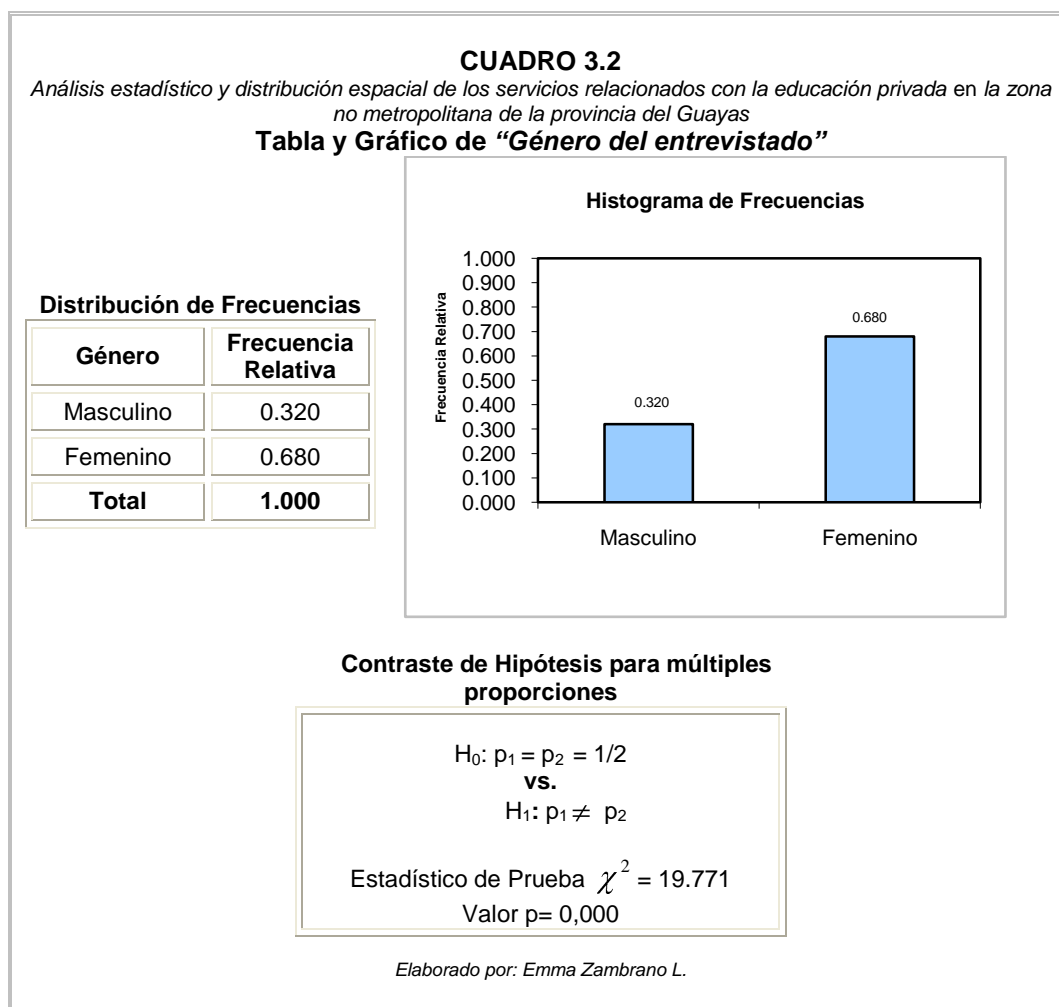 CUADRO 3.2
Análisis estadístico y distribución espacial de los servicios relacionados con la educación privada en la zona
no metropolitana de la provincia del Guayas
Tabla y Gráfico de “Género del entrevistado”
Distribución de Frecuencias
Género
Frecuencia
Relativa
Masculino 0.320
Femenino 0.680
Total 1.000
Histograma de Frecuencias
Frecuencia Relativa
1.000
0.900
0.800
0.700
0.600
0.500
0.400
0.300
0.200
0.100
0.000
0.320
0.680
Masculino Femenino
Contraste de Hipótesis para múltiples
proporciones
H₀: p₁ = p₂ = 1/2
vs.
H₁: p₁ ≠ p₂
Estadístico de Prueba χ² = 19.771
Valor p= 0,000
Elaborado por: Emma Zambrano L.